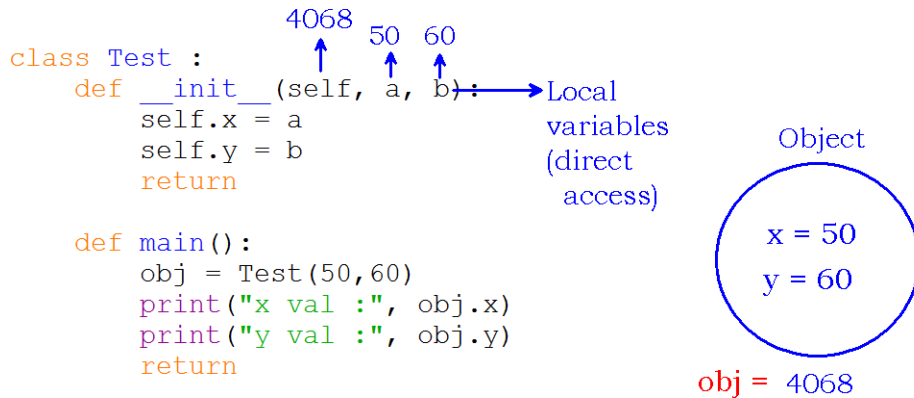 4068
50 60
class Test :
    def __init__(self, a, b):
        self.x = a
        self.y = b
        return
Local
variables
(direct
access)
    def main():
        obj = Test(50,60)
        print("x val :", obj.x)
        print("y val :", obj.y)
        return
Object
x = 50
y = 60
obj = 4068